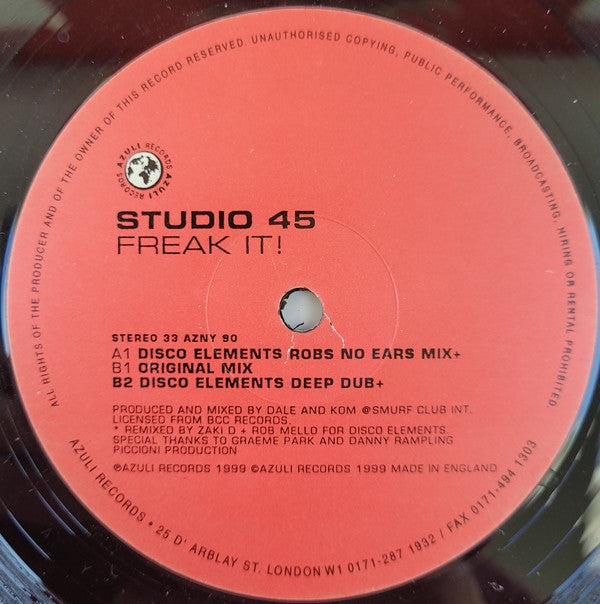 ALL RIGHTS OF THE PRODUCER AND OF THE OWNER OF THIS RECORD RESERVED. UNAUTHORISED COPYING, PUBLIC PERFORMANCE, BROADCASTING, HIRING OR RENTAL PROHIBITED
AZULI RECORDS AZULI RECORDS
STUDIO 45
FREAK IT!
STEREO 33 AZNY 90
A1 DISCO ELEMENTS ROBS NO EARS MIX+
B1 ORIGINAL MIX
B2 DISCO ELEMENTS DEEP DUB+
PRODUCED AND MIXED BY DALE AND KOM @SMURF CLUB INT.
LICENSED FROM BCC RECORDS.
* REMIXED BY ZAKI D + ROB MELLO FOR DISCO ELEMENTS.
SPECIAL THANKS TO GRAEME PARK AND DANNY RAMPLING
PICCIONI PRODUCTION
℗AZULI RECORDS 1999 ©AZULI RECORDS 1999 MADE IN ENGLAND
AZULI RECORDS • 25 D' ARBLAY ST. LONDON W1 0171-287 1932 / FAX 0171-494 1303